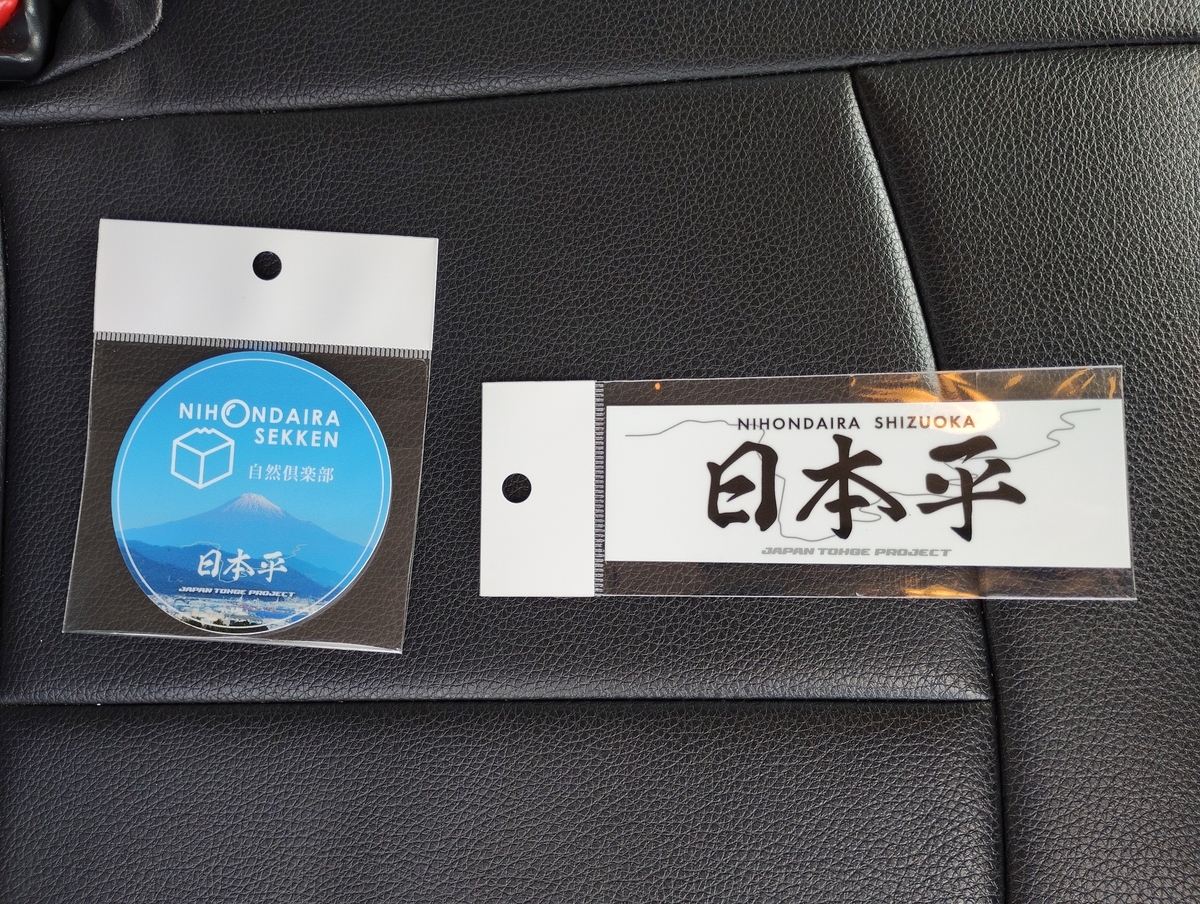 NIHONDAIRA
SEKKEN
自然倶楽部
日本平
JAPAN TOHGE PROJECT
NIHONDAIRA SHIZUOKA
日本平
JAPAN TOHGE PROJECT